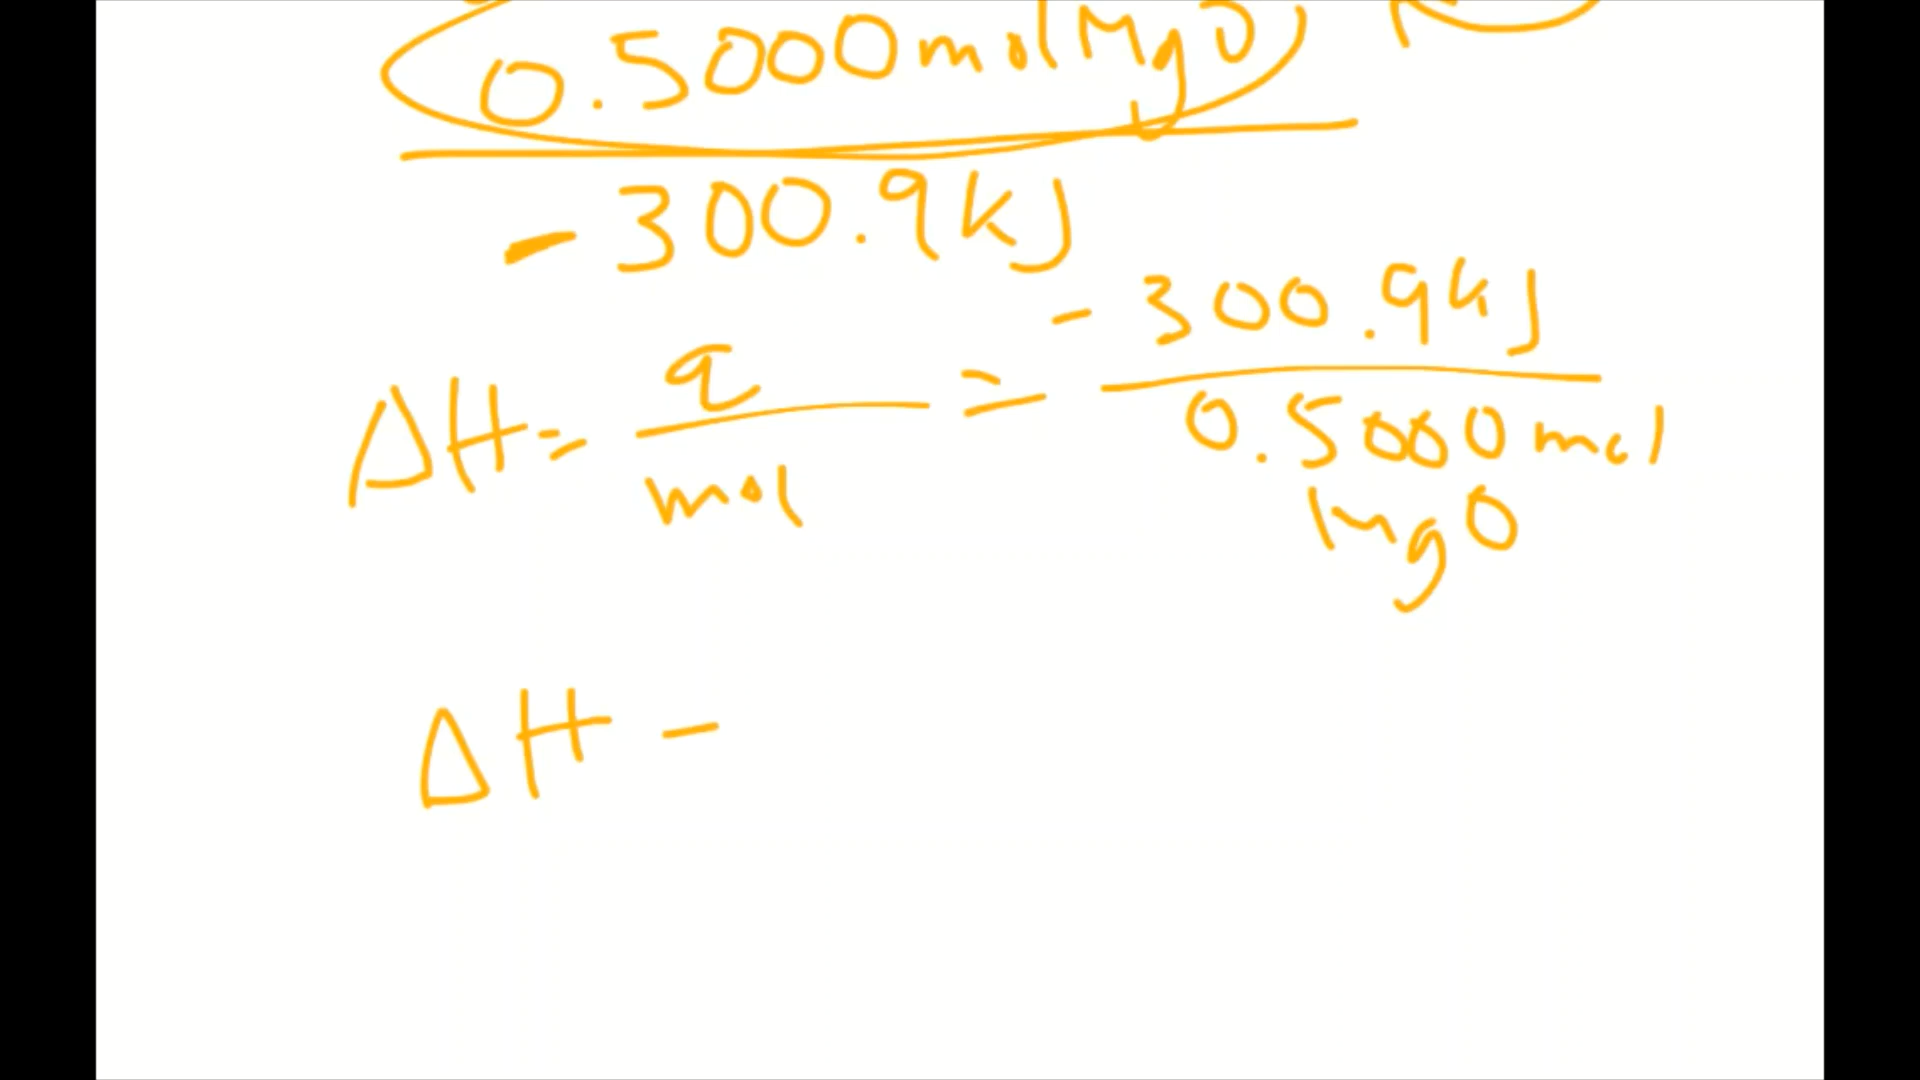 0.5000 mol MgO
- 300.9 kJ
ΔH = q / mol = - 300.9 kJ / 0.5000 mol MgO
ΔH -